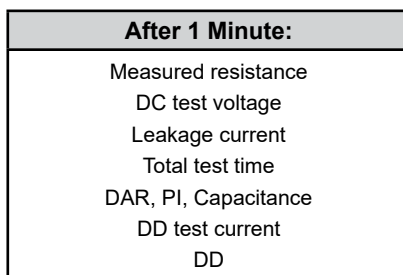 After 1 Minute:
Measured resistance
DC test voltage
Leakage current
Total test time
DAR, PI, Capacitance
DD test current
DD